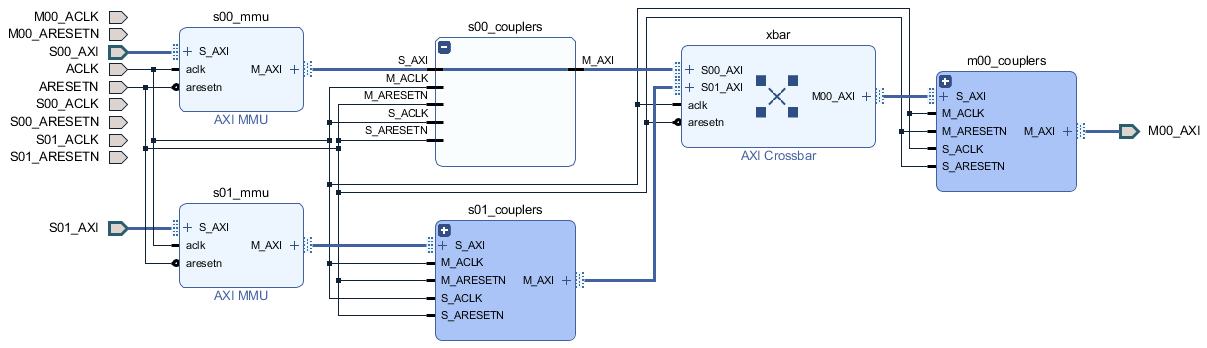 M00_ACLK
M00_ARESETN
S00_AXI
ACLK
ARESETN
S00_ACLK
S00_ARESETN
S01_ACLK
S01_ARESETN
S01_AXI
s00_mmu
S_AXI
aclk
aresetn
M_AXI
AXI MMU
s01_mmu
S_AXI
aclk
aresetn
M_AXI
AXI MMU
s00_couplers
S_AXI
M_ACLK
M_ARESETN
S_ACLK
S_ARESETN
M_AXI
s01_couplers
S_AXI
M_ACLK
M_ARESETN
S_ACLK
S_ARESETN
M_AXI
xbar
S00_AXI
S01_AXI
aclk
aresetn
M00_AXI
AXI Crossbar
m00_couplers
S_AXI
M_ACLK
M_ARESETN
S_ACLK
S_ARESETN
M_AXI
M00_AXI